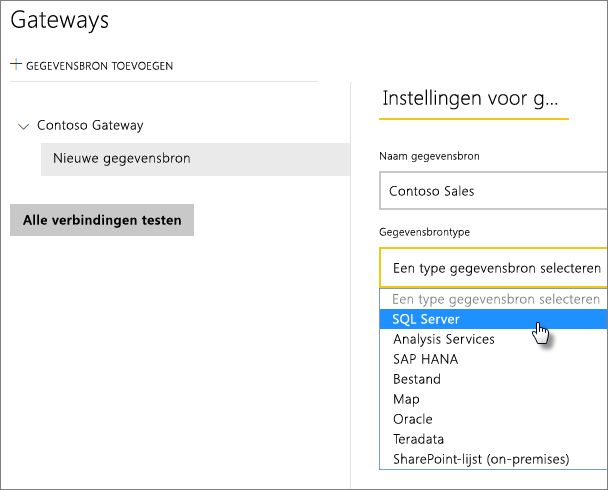 Gateways
+ GEGEVENSBRON TOEVOEGEN
Contoso Gateway
Nieuwe gegevensbron
Alle verbindingen testen
Instellingen voor g...
Naam gegevensbron
Contoso Sales
Gegevensbrontype
Een type gegevensbron selecteren
Een type gegevensbron selecteren
SQL Server
Analysis Services
SAP HANA
Bestand
Map
Oracle
Teradata
SharePoint-lijst (on-premises)